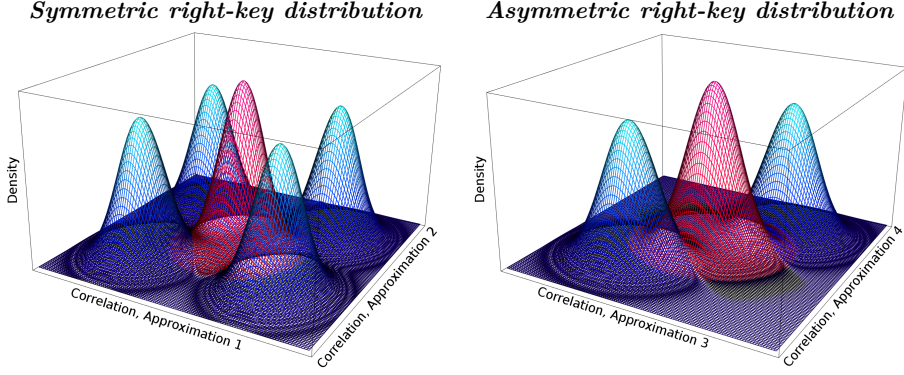 Symmetric right-key distribution
Asymmetric right-key distribution
Density
Correlation, Approximation 1
Correlation, Approximation 2
Density
Correlation, Approximation 3
Correlation, Approximation 4